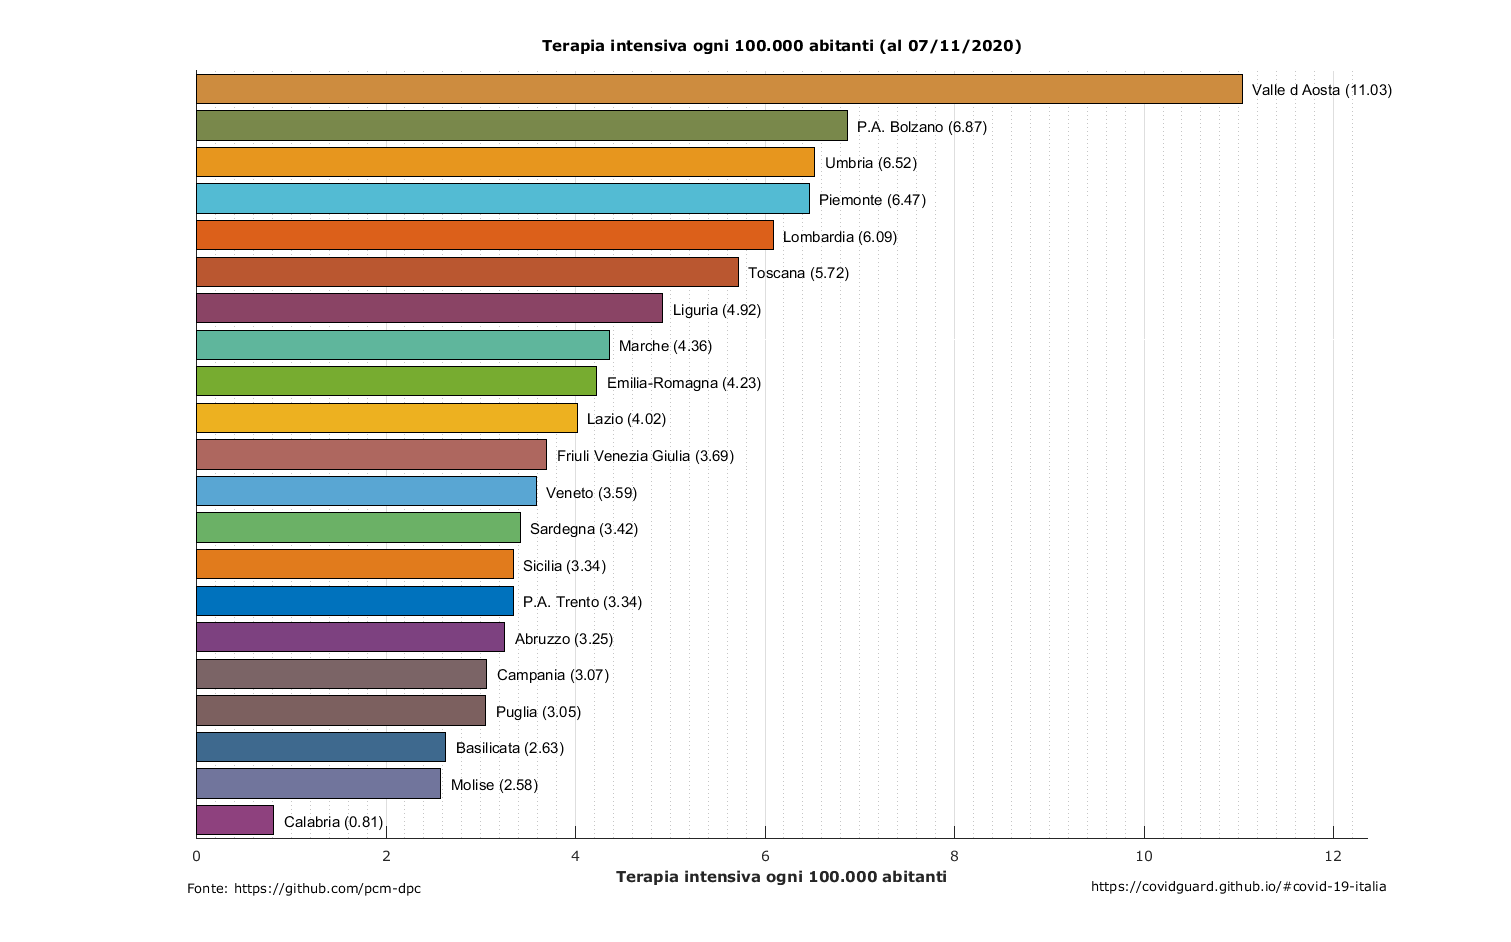 Terapia intensiva ogni 100.000 abitanti (al 07/11/2020)
Valle d Aosta (11.03)
P.A. Bolzano (6.87)
Umbria (6.52)
Piemonte (6.47)
Lombardia (6.09)
Toscana (5.72)
Liguria (4.92)
Marche (4.36)
Emilia-Romagna (4.23)
Lazio (4.02)
Friuli Venezia Giulia (3.69)
Veneto (3.59)
Sardegna (3.42)
Sicilia (3.34)
P.A. Trento (3.34)
Abruzzo (3.25)
Campania (3.07)
Puglia (3.05)
Basilicata (2.63)
Molise (2.58)
Calabria (0.81)
0 2 4 6 8 10 12
Terapia intensiva ogni 100.000 abitanti
Fonte: https://github.com/pcm-dpc
https://covidguard.github.io/#covid-19-italia